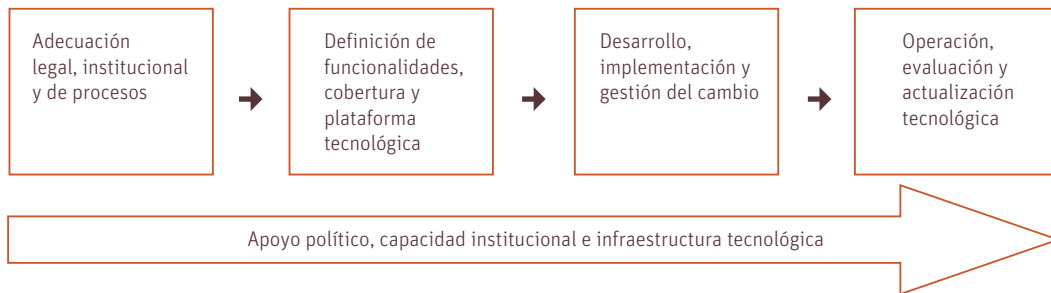 Adecuación
legal, institucional
y de procesos
Definición de
funcionalidades,
cobertura y
plataforma
tecnológica
Desarrollo,
implementación y
gestión del cambio
Operación,
evaluación y
actualización
tecnológica
Apoyo político, capacidad institucional e infraestructura tecnológica